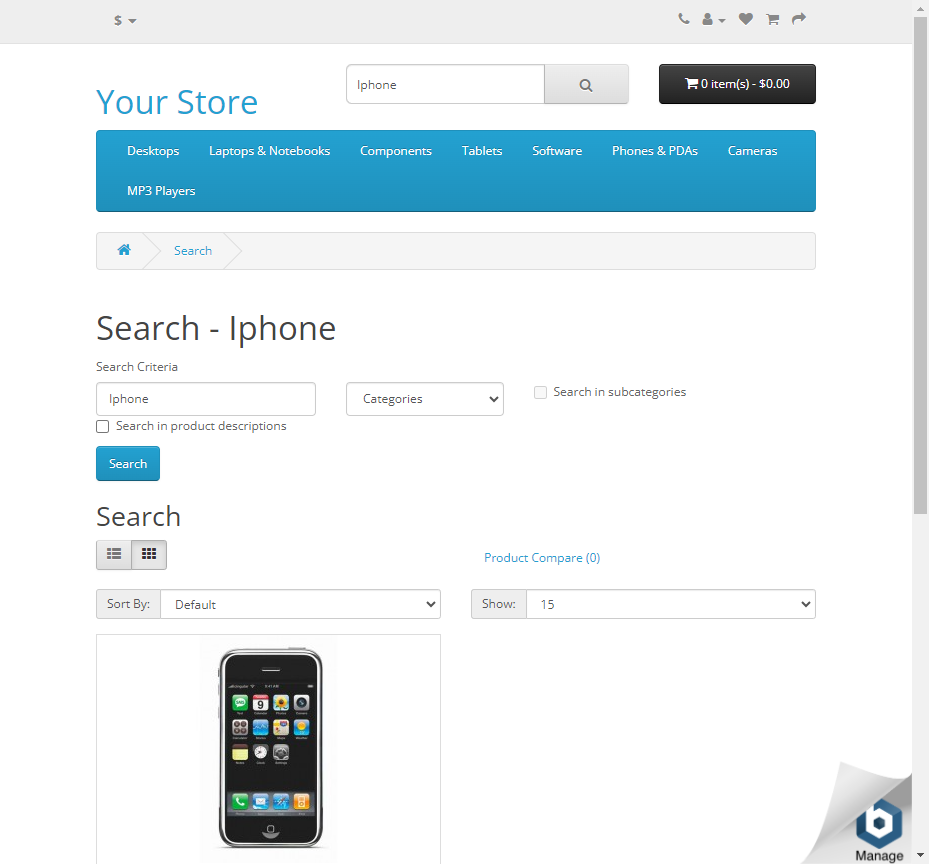 $
Your Store
Iphone
0 item(s) - $0.00
Desktops Laptops & Notebooks Components Tablets Software Phones & PDAs Cameras
MP3 Players
Search
Search - Iphone
Search Criteria
Iphone Categories Search in subcategories
Search in product descriptions
Search
Search
Product Compare (0)
Sort By: Default Show: 15
9
Manage